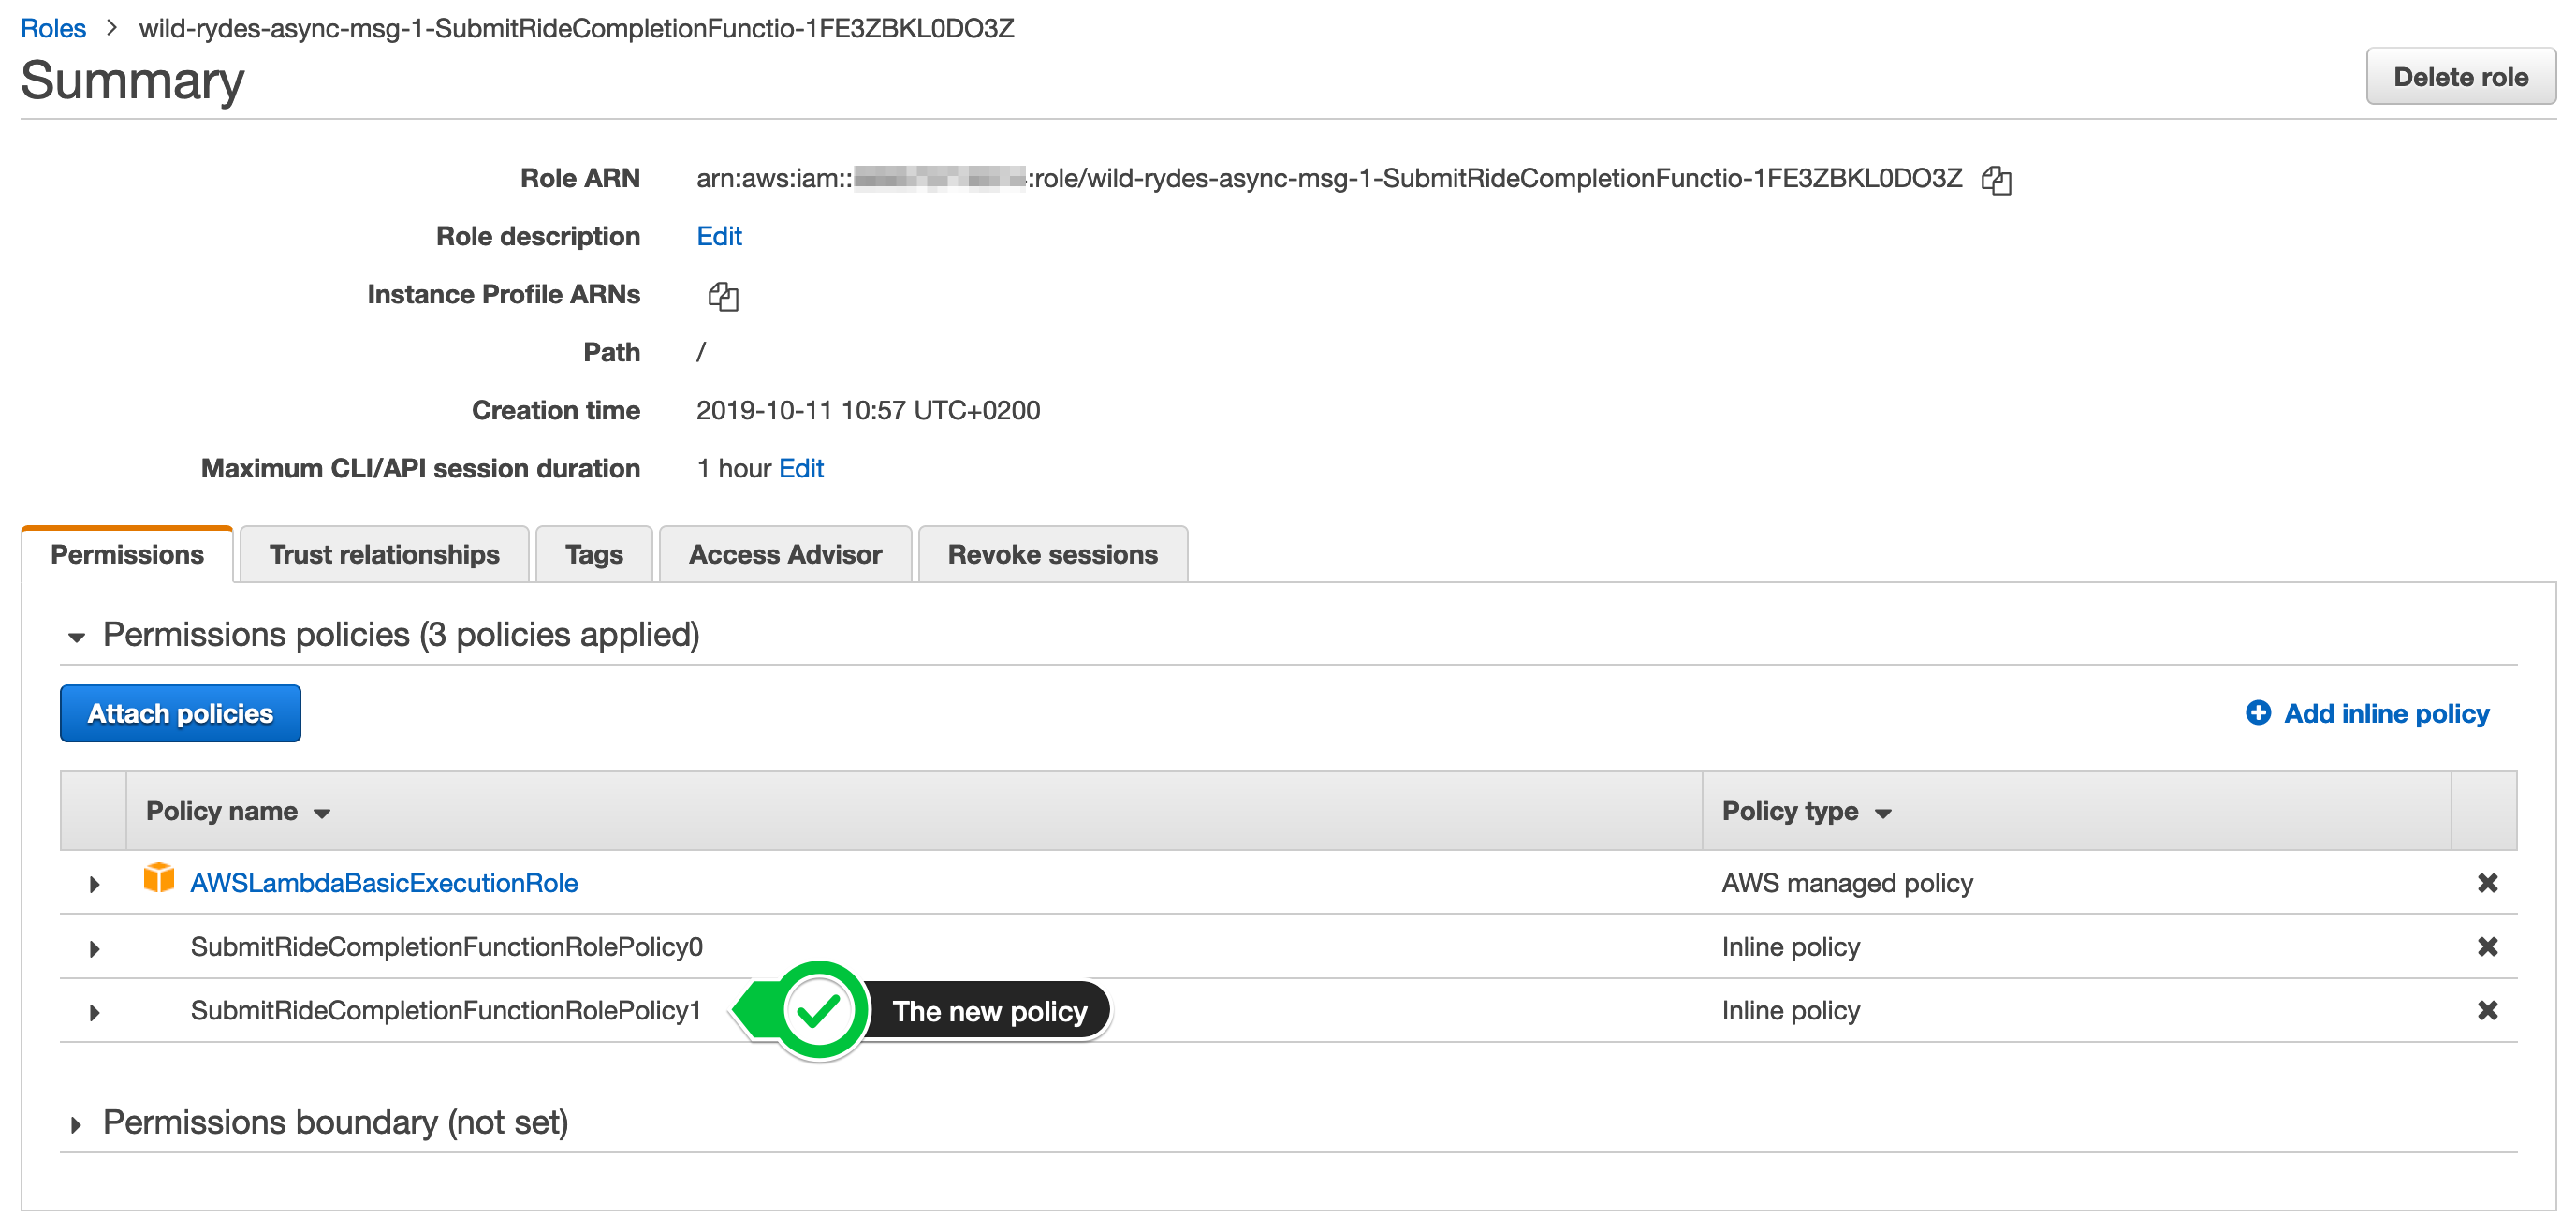 Roles > wild-rydes-async-msg-1-SubmitRideCompletionFunctio-1FE3ZBKL0DO3Z
Summary
Delete role
Role ARN arn:aws:iam:: :role/wild-rydes-async-msg-1-SubmitRideCompletionFunctio-1FE3ZBKL0DO3Z
Role description Edit
Instance Profile ARNs
Path /
Creation time 2019-10-11 10:57 UTC+0200
Maximum CLI/API session duration 1 hour Edit
Permissions Trust relationships Tags Access Advisor Revoke sessions
Permissions policies (3 policies applied)
Attach policies Add inline policy
Policy name Policy type
AWSLambdaBasicExecutionRole AWS managed policy
SubmitRideCompletionFunctionRolePolicy0 Inline policy
SubmitRideCompletionFunctionRolePolicy1 The new policy Inline policy
Permissions boundary (not set)